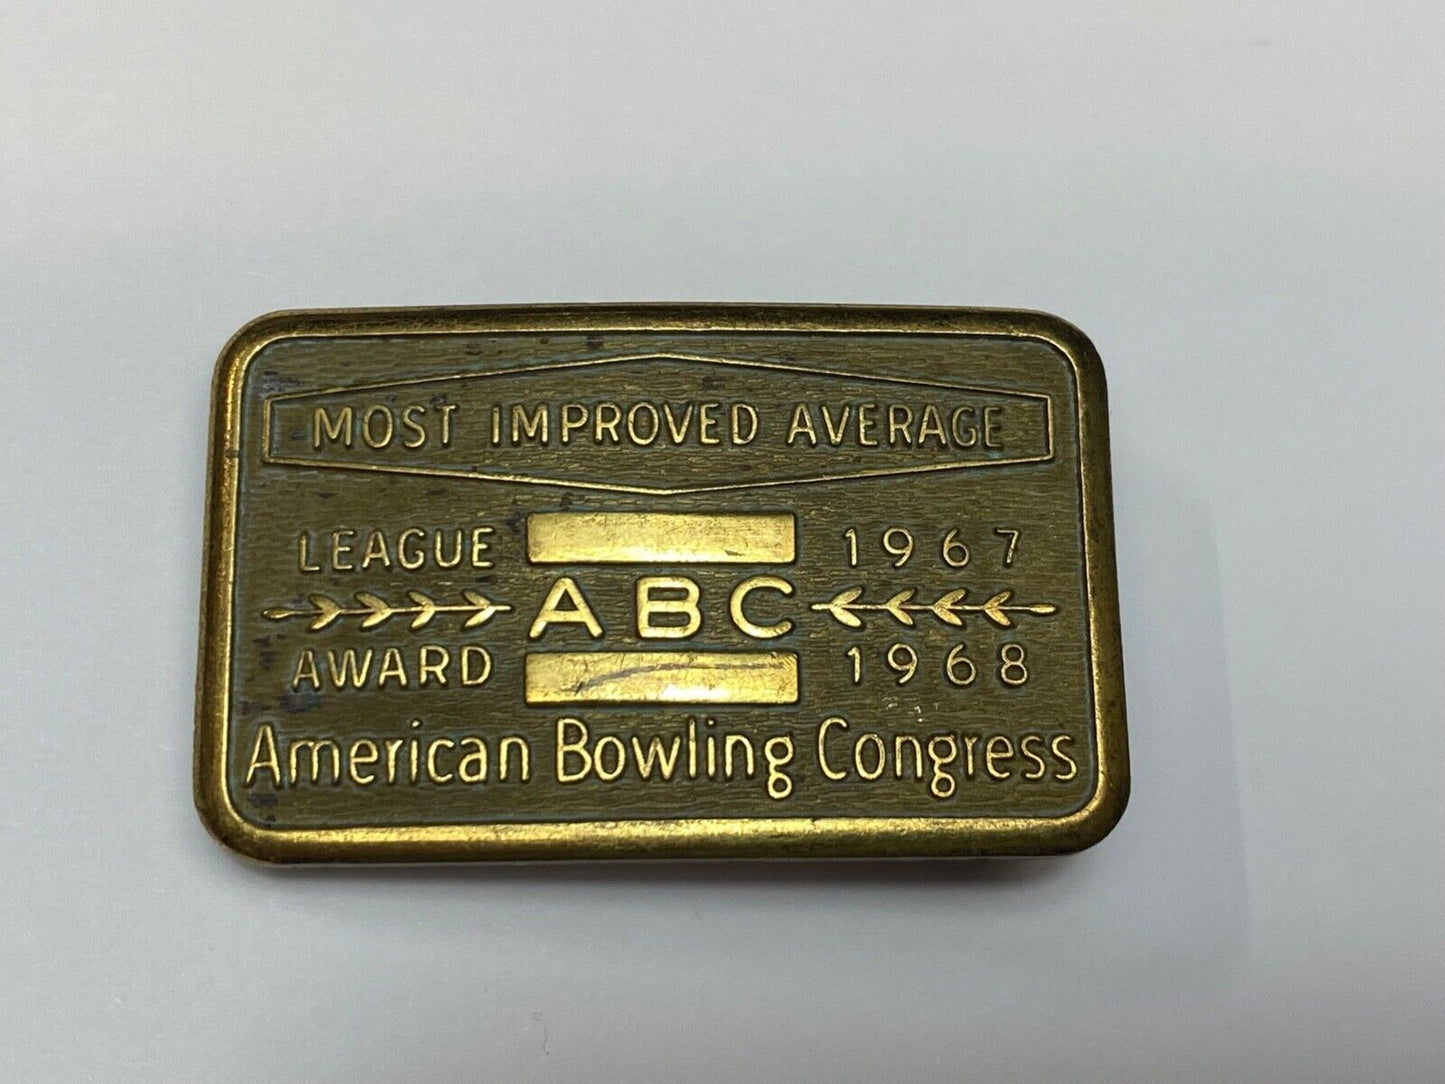 MOST IMPROVED AVERAGE
LEAGUE 1967
ABC
AWARD 1968
American Bowling Congress